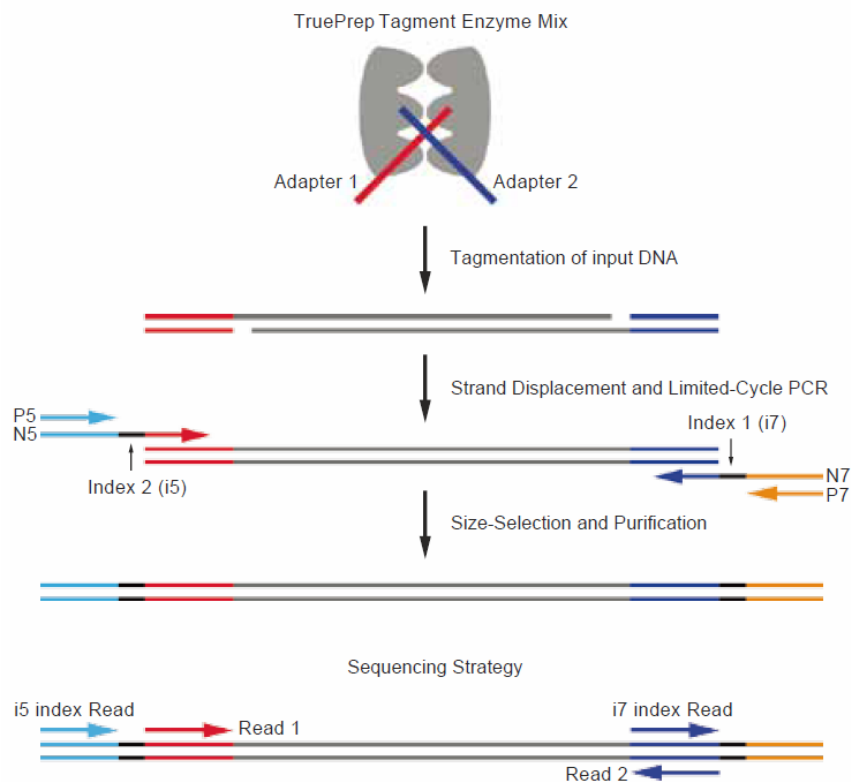 TruePrep Tagment Enzyme Mix
Adapter 1
Adapter 2
Tagmentation of input DNA
Strand Displacement and Limited-Cycle PCR
P5
N5
Index 1 (i7)
Index 2 (i5)
N7
P7
Size-Selection and Purification
Sequencing Strategy
i5 index Read
Read 1
i7 index Read
Read 2